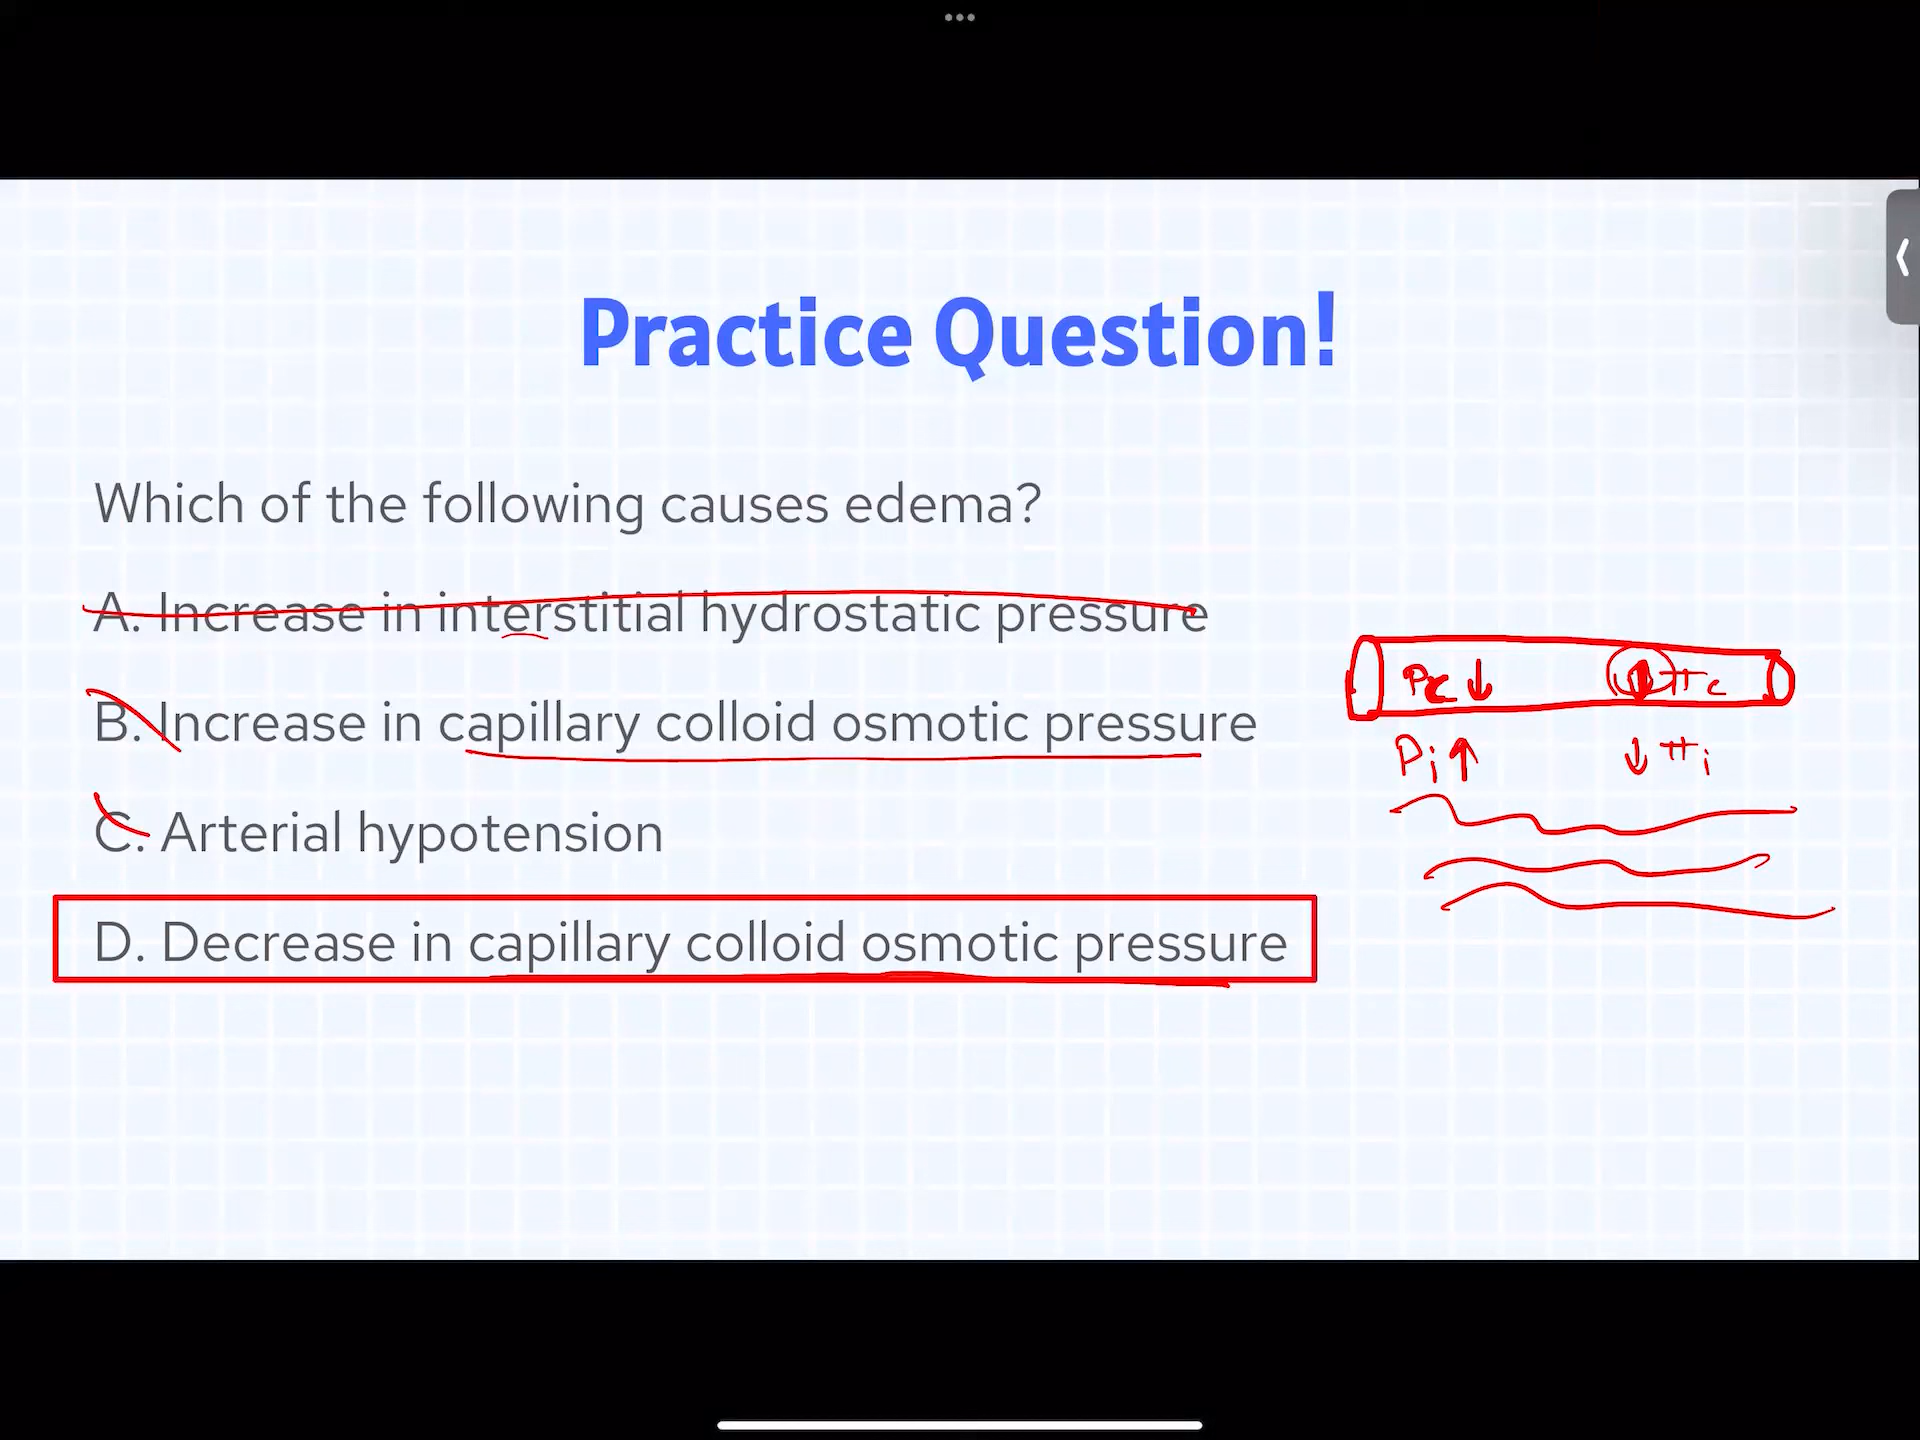 Practice Question!
Which of the following causes edema?
A. Increase in interstitial hydrostatic pressure
B. Increase in capillary colloid osmotic pressure
C. Arterial hypotension
D. Decrease in capillary colloid osmotic pressure
Pc ↓ πc
Pi ↑ ↓ πi